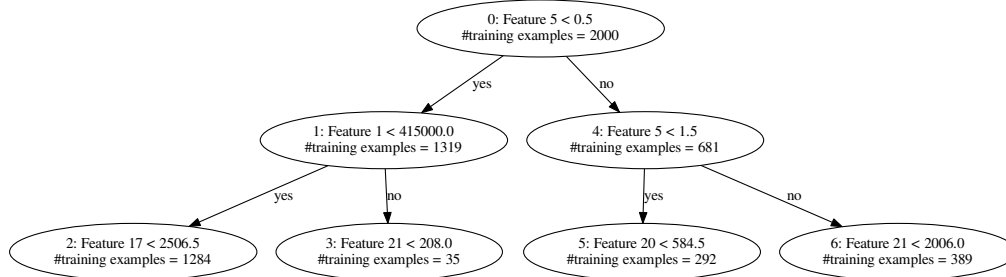 0: Feature 5 < 0.5
#training examples = 2000
yes
no
1: Feature 1 < 415000.0
#training examples = 1319
4: Feature 5 < 1.5
#training examples = 681
yes
no
yes
no
2: Feature 17 < 2506.5
#training examples = 1284
3: Feature 21 < 208.0
#training examples = 35
5: Feature 20 < 584.5
#training examples = 292
6: Feature 21 < 2006.0
#training examples = 389